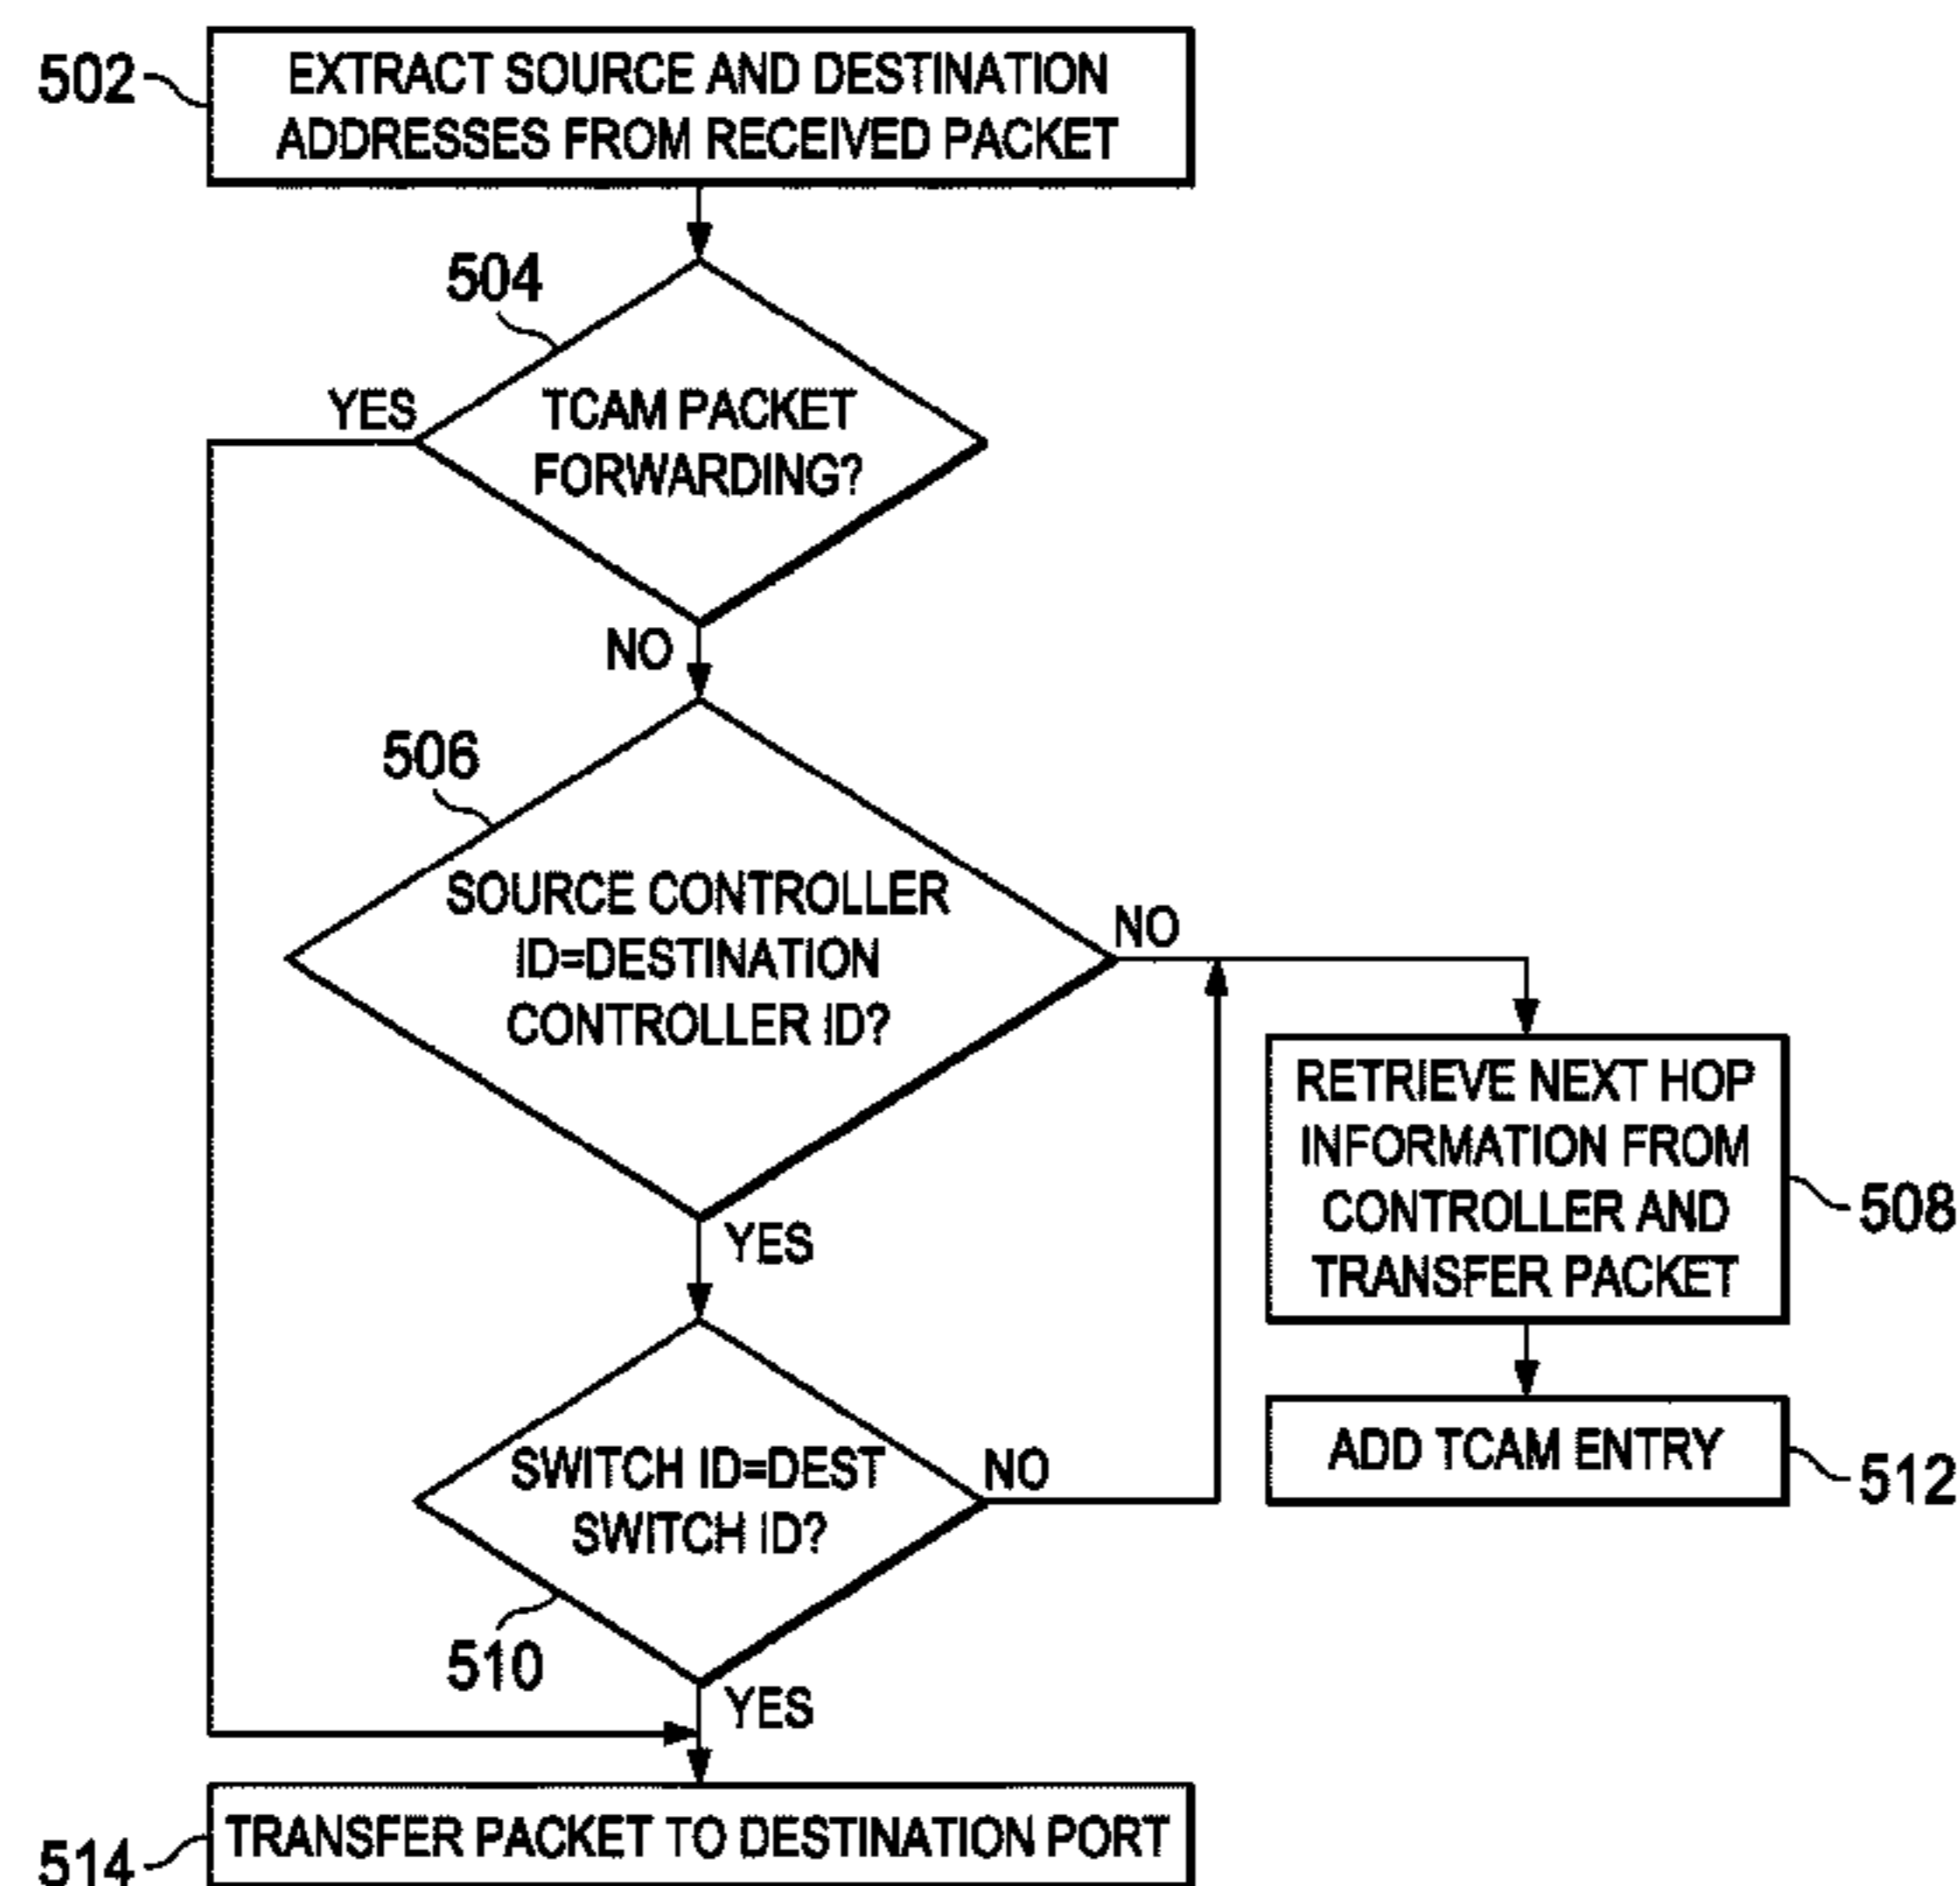 502
EXTRACT SOURCE AND DESTINATION
ADDRESSES FROM RECEIVED PACKET
504
YES
TCAM PACKET
FORWARDING?
NO
506
SOURCE CONTROLLER
ID=DESTINATION
CONTROLLER ID?
NO
YES
RETRIEVE NEXT HOP
INFORMATION FROM
CONTROLLER AND
TRANSFER PACKET
508
ADD TCAM ENTRY
512
SWITCH ID=DEST
SWITCH ID?
NO
510
YES
514
TRANSFER PACKET TO DESTINATION PORT